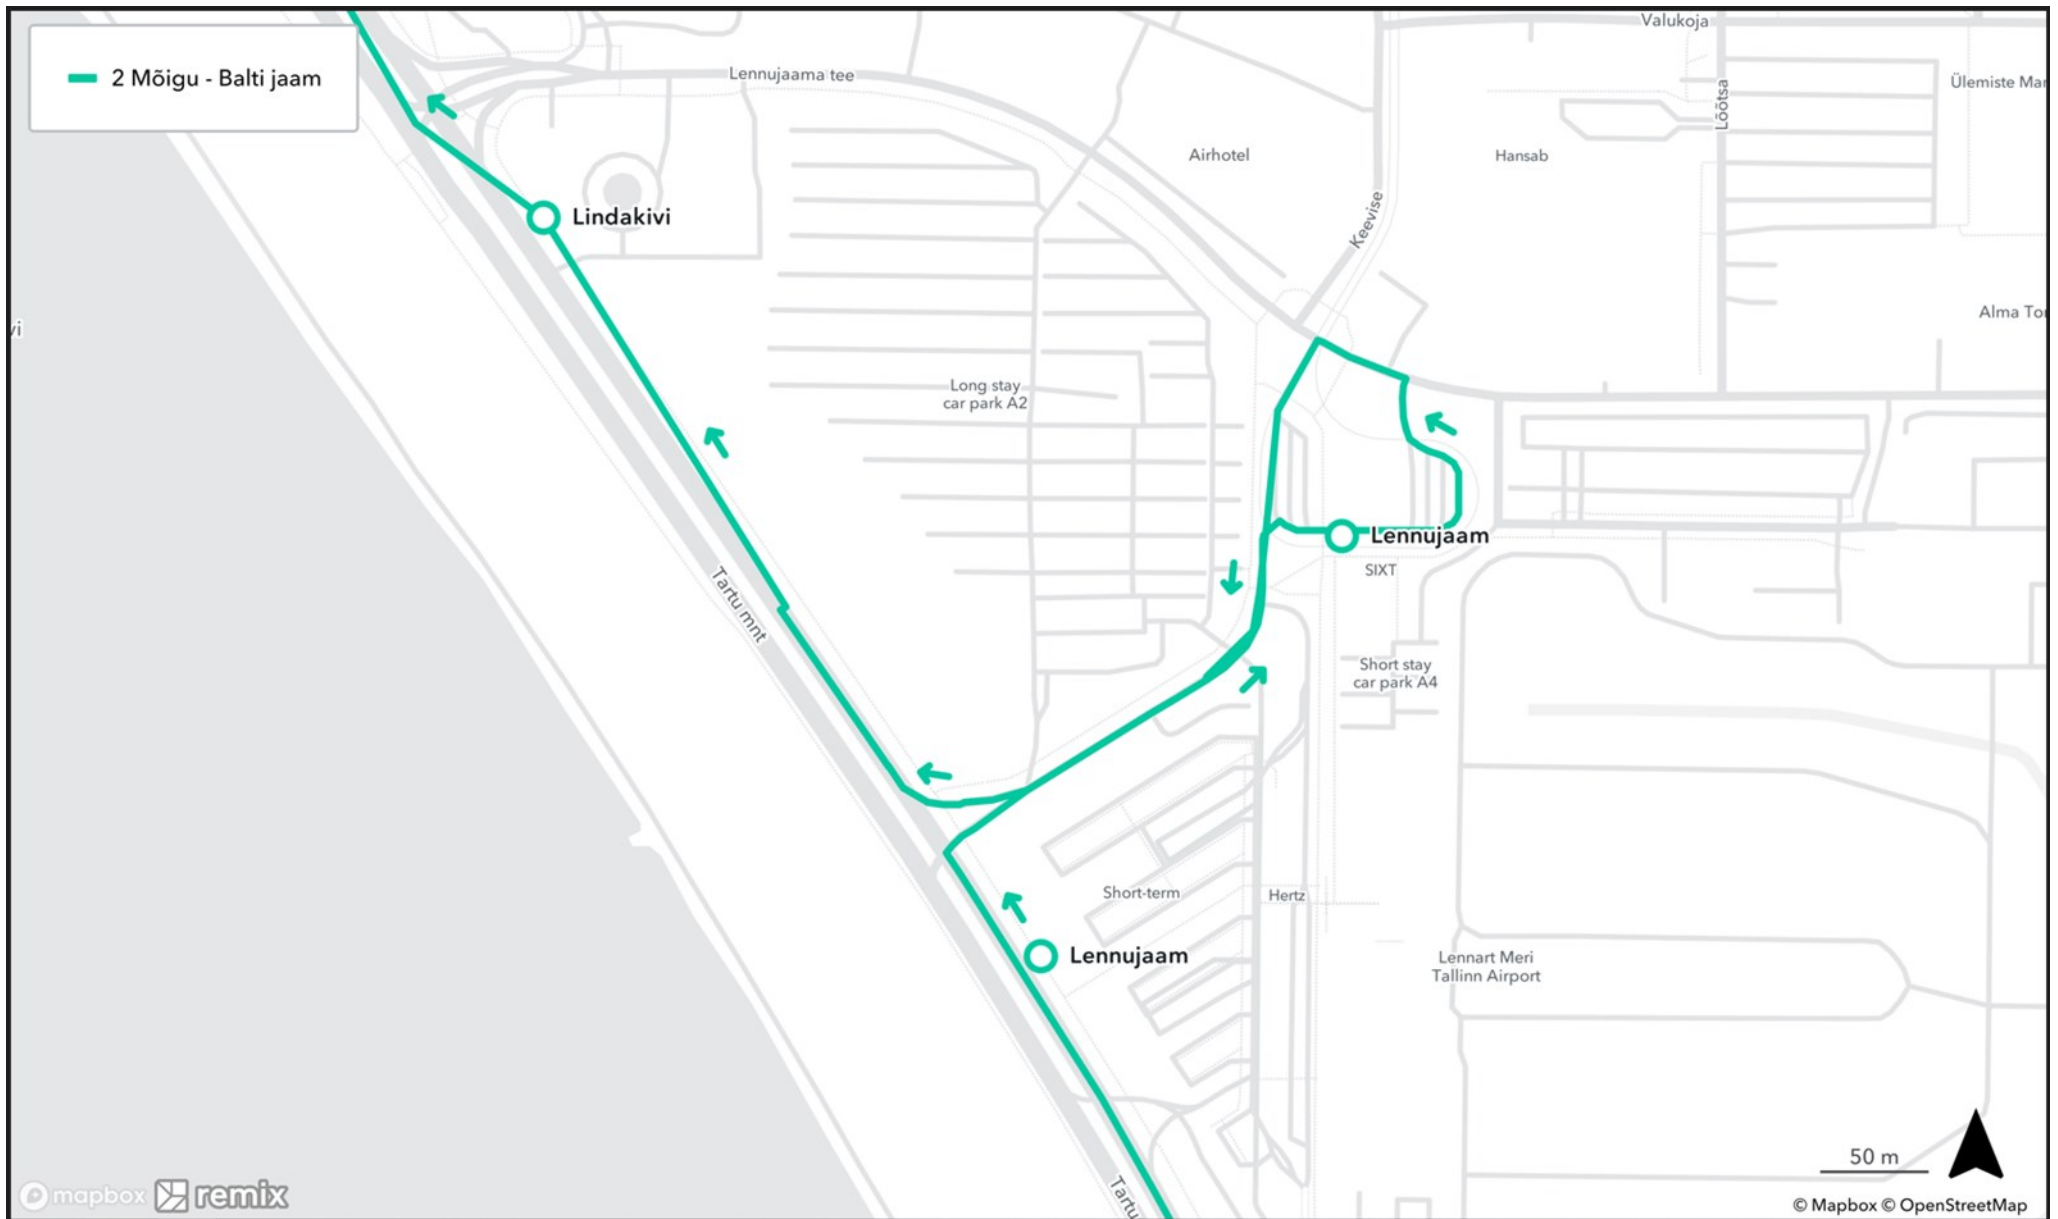 Valukoja
2 Mõigu - Balti jaam
Lennujaama tee
Ülemiste Mar
Lõõtsa
Airhotel
Hansab
Lindakivi
Keevise
Alma To
vi
Long stay
car park A2
Lennujaam
SIXT
Tartu mnt
Short stay
car park A4
Short-term
Hertz
Lennujaam
Lennart Meri
Tallinn Airport
50 m
Tartu
mapbox remix
© Mapbox © OpenStreetMap